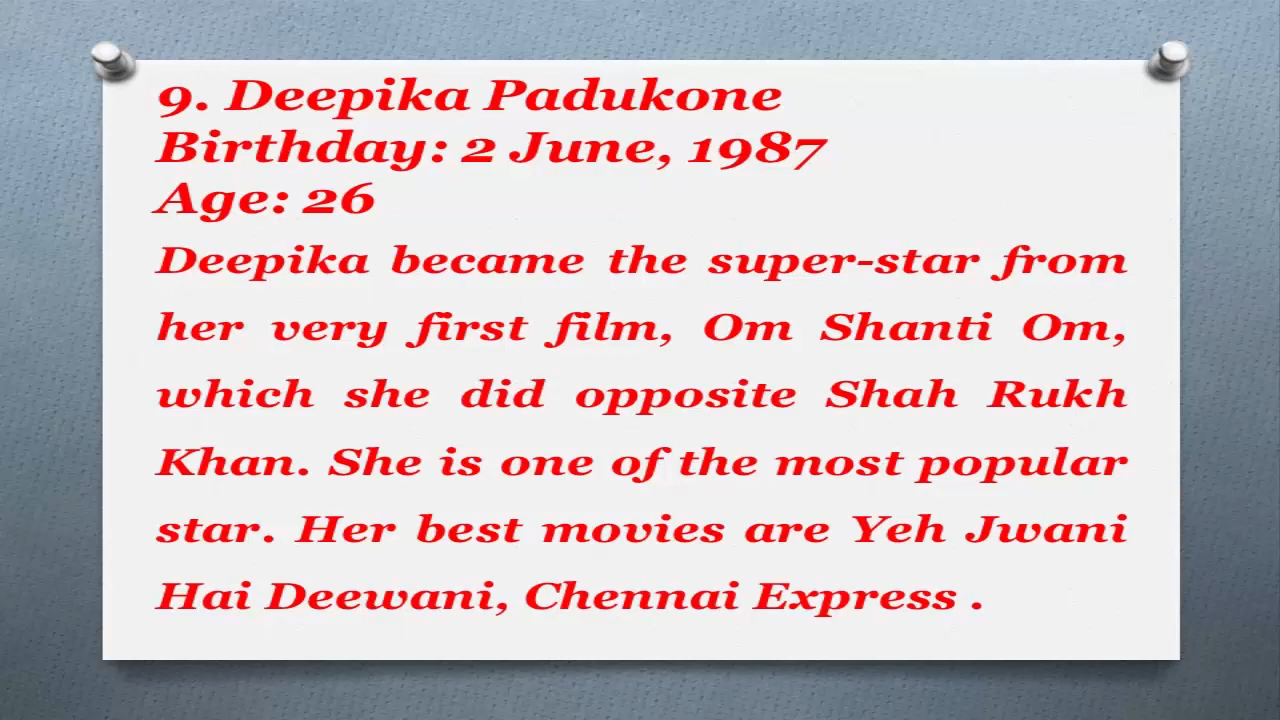 9. Deepika Padukone
Birthday: 2 June, 1987
Age: 26
Deepika became the super-star from
her very first film, Om Shanti Om,
which she did opposite Shah Rukh
Khan. She is one of the most popular
star. Her best movies are Yeh Jwani
Hai Deewani, Chennai Express .